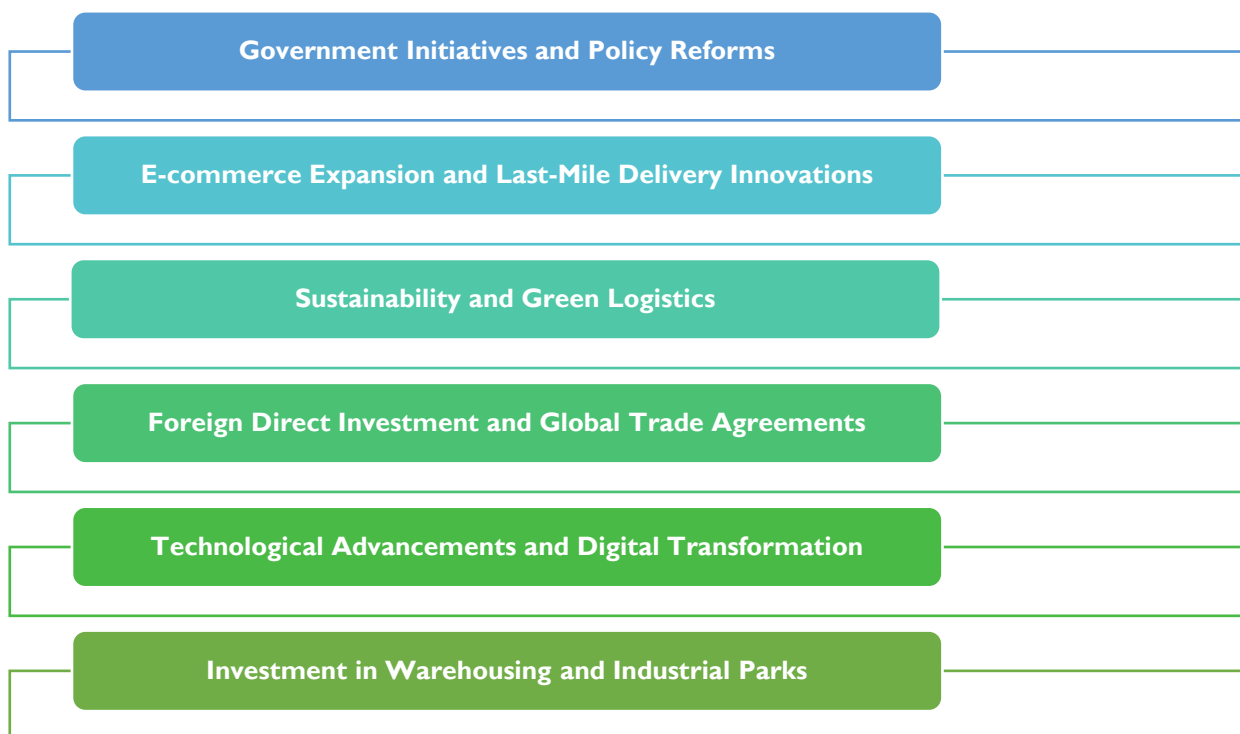 Government Initiatives and Policy Reforms
E-commerce Expansion and Last-Mile Delivery Innovations
Sustainability and Green Logistics
Foreign Direct Investment and Global Trade Agreements
Technological Advancements and Digital Transformation
Investment in Warehousing and Industrial Parks